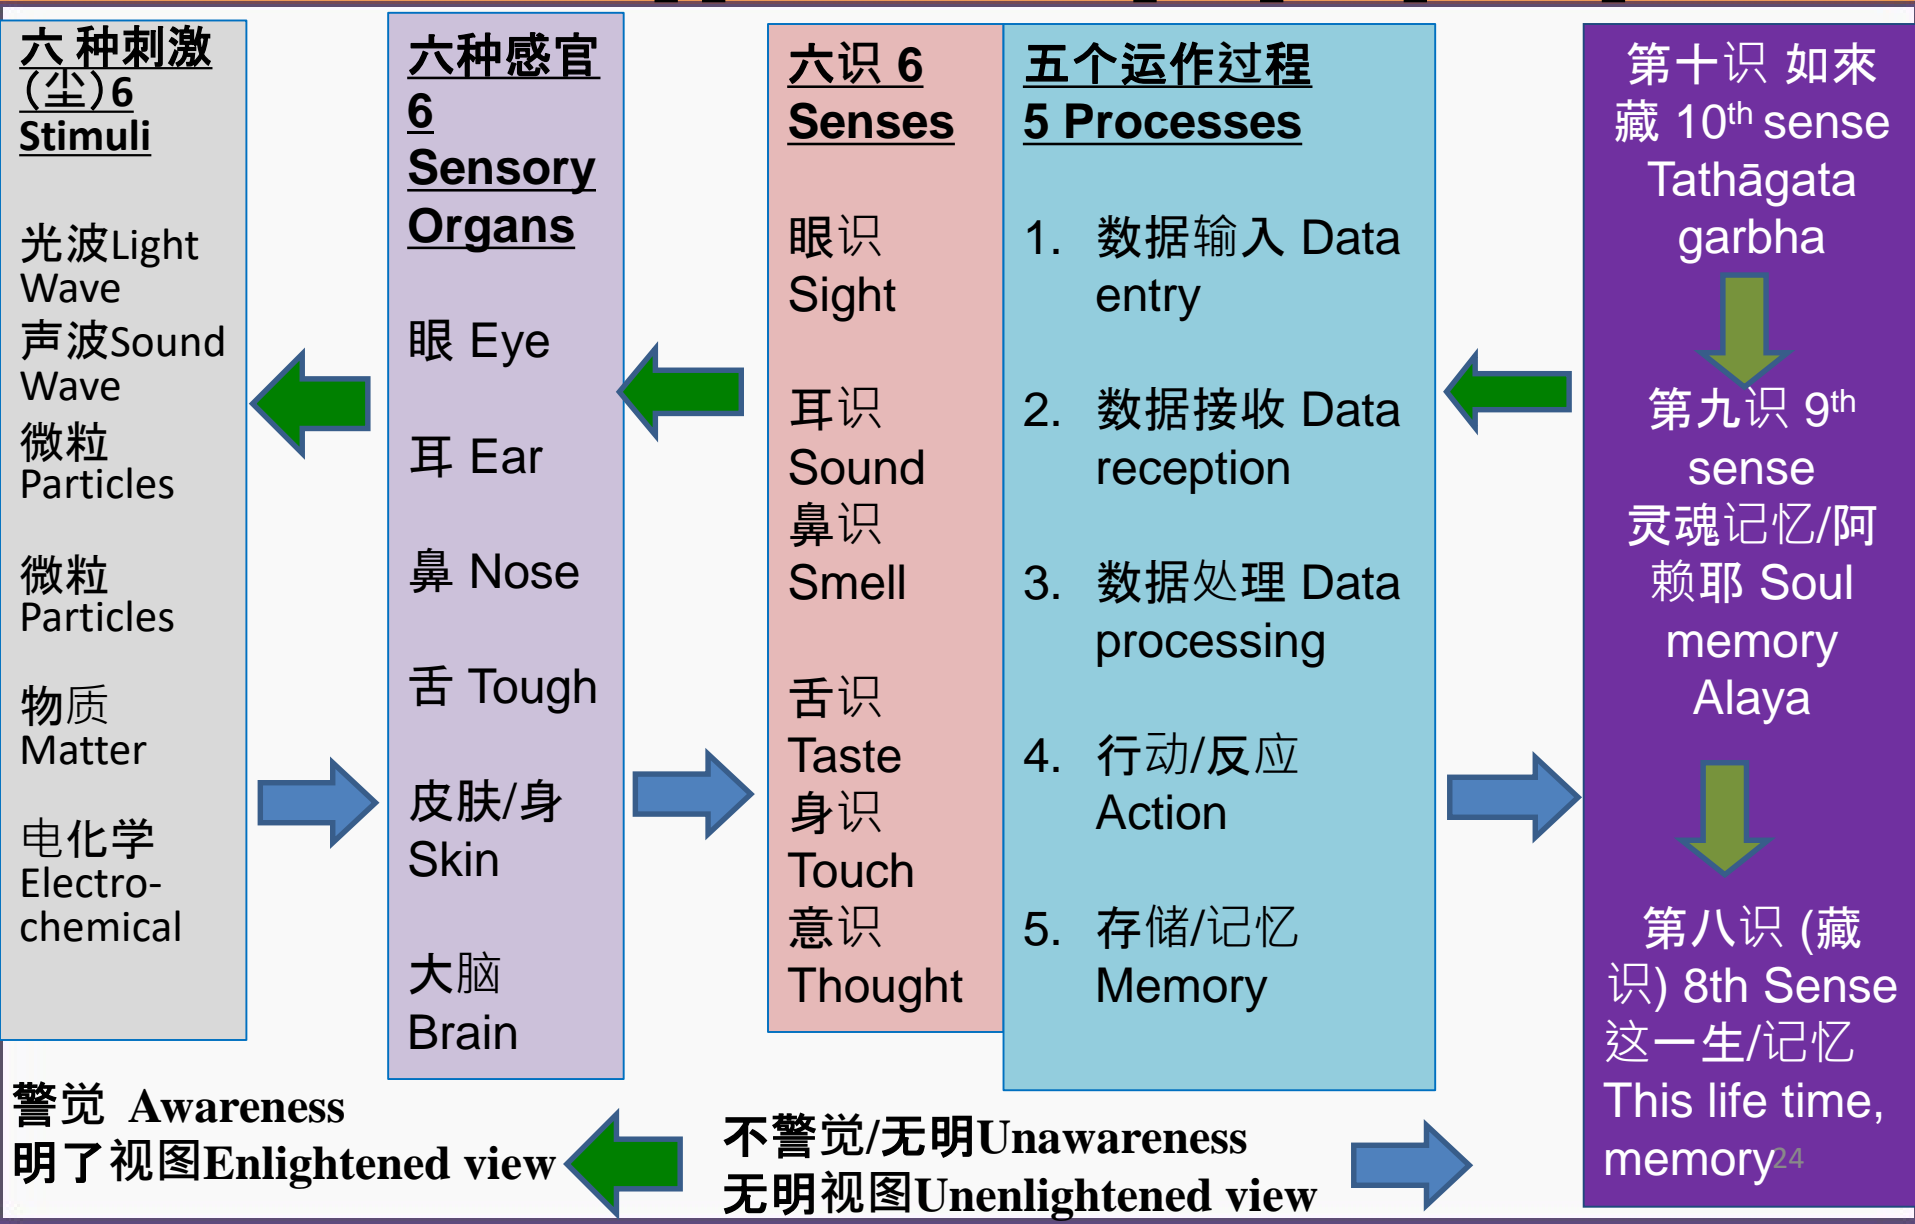 六 种刺激
（尘）6
Stimuli
光波Light
Wave
声波Sound
Wave
微粒
Particles
微粒
Particles
物质
Matter
电化学
Electro-
chemical
六种感官
6
Sensory
Organs
眼 Eye
耳 Ear
鼻 Nose
舌 Tough
皮肤/身
Skin
大脑
Brain
六识 6
Senses
眼识
Sight
耳识
Sound
鼻识
Smell
舌识
Taste
身识
Touch
意识
Thought
五个运作过程
5 Processes
1. 数据输入 Data
entry
2. 数据接收 Data
reception
3. 数据处理 Data
processing
4. 行动/反应
Action
5. 存储/记忆
Memory
第十识 如來
藏 10th sense
Tathāgata
garbha
第九识 9th
sense
灵魂记忆/阿
赖耶 Soul
memory
Alaya
第八识 (藏
识) 8th Sense
这一生/记忆
This life time,
memory
24
警觉 Awareness
明了视图Enlightened view
不警觉/无明Unawareness
无明视图Unenlightened view